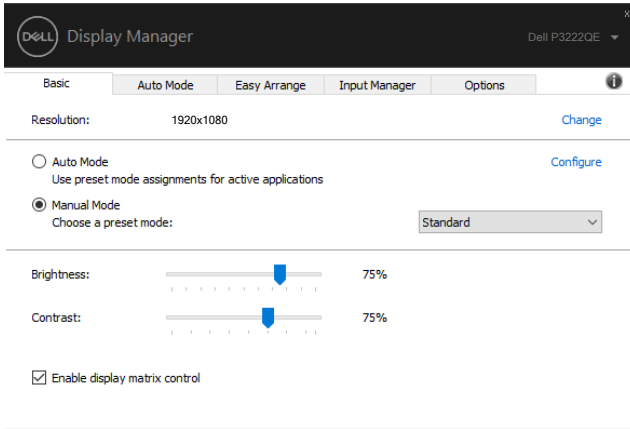 DELL Display Manager Dell P3222QE
x
Basic Auto Mode Easy Arrange Input Manager Options i
Resolution: 1920x1080 Change
Auto Mode Configure
Use preset mode assignments for active applications
Manual Mode
Choose a preset mode: Standard
Brightness: 75%
Contrast: 75%
Enable display matrix control